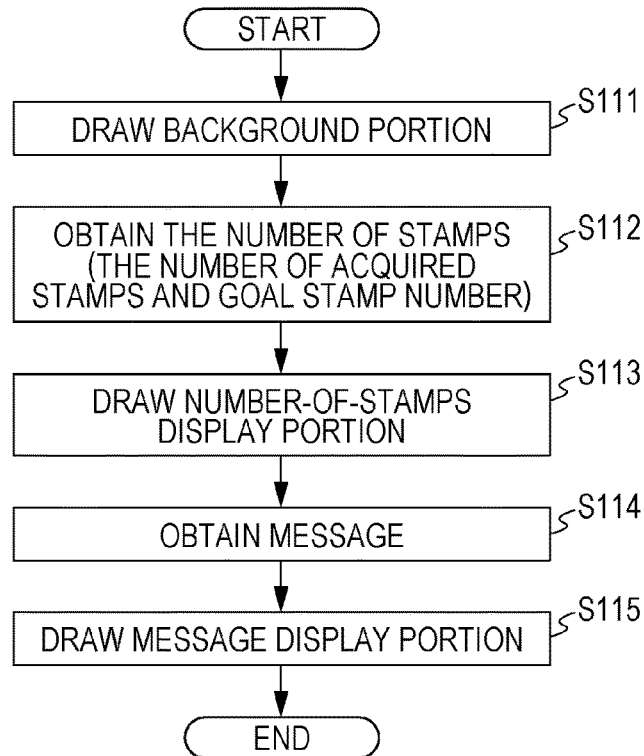 START
S111
DRAW BACKGROUND PORTION
S112
OBTAIN THE NUMBER OF STAMPS
(THE NUMBER OF ACQUIRED
STAMPS AND GOAL STAMP NUMBER)
S113
DRAW NUMBER-OF-STAMPS
DISPLAY PORTION
S114
OBTAIN MESSAGE
S115
DRAW MESSAGE DISPLAY PORTION
END